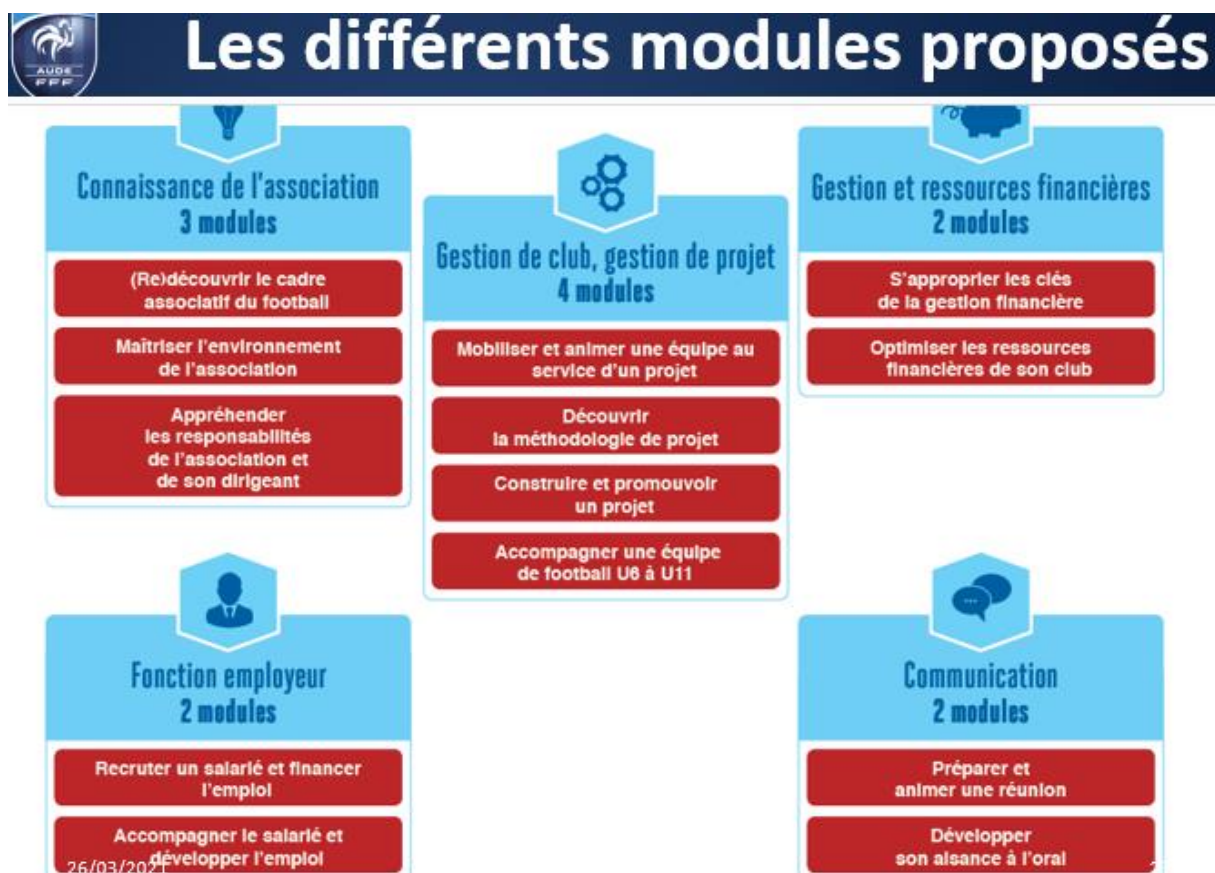 AUDE
FFF
Les différents modules proposés
Connaissance de l'association
3 modules
(Re)découvrir le cadre
associatif du football
Maîtriser l'environnement
de l'association
Appréhender
les responsabilités
de l'association et
de son dirigeant
Gestion de club, gestion de projet
4 modules
Mobiliser et animer une équipe au
service d'un projet
Découvrir
la méthodologie de projet
Construire et promouvoir
un projet
Accompagner une équipe
de football U6 à U11
Gestion et ressources financières
2 modules
S'approprier les clés
de la gestion financière
Optimiser les ressources
financières de son club
Fonction employeur
2 modules
Recruter un salarié et financer
l'emploi
Accompagner le salarié et
développer l'emploi
26/03/2021
Communication
2 modules
Préparer et
animer une réunion
Développer
son aisance à l'oral